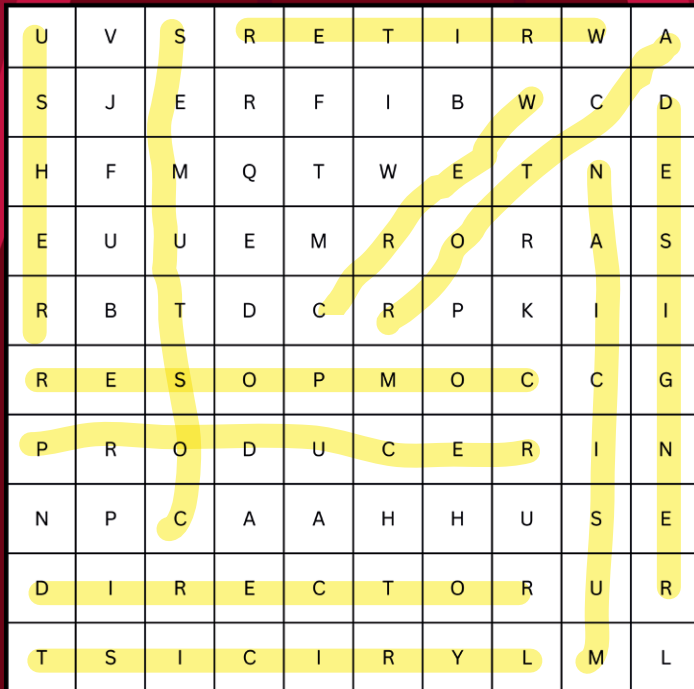 U V S R E T I R W A
S J E R F I B W C D
H F M Q T W E T N E
E U U E M R O R A S
R B T D C R P K I I
R E S O P M O C C G
P R O D U C E R I N
N P C A A H H U S E
D I R E C T O R U R
T S I C I R Y L M L